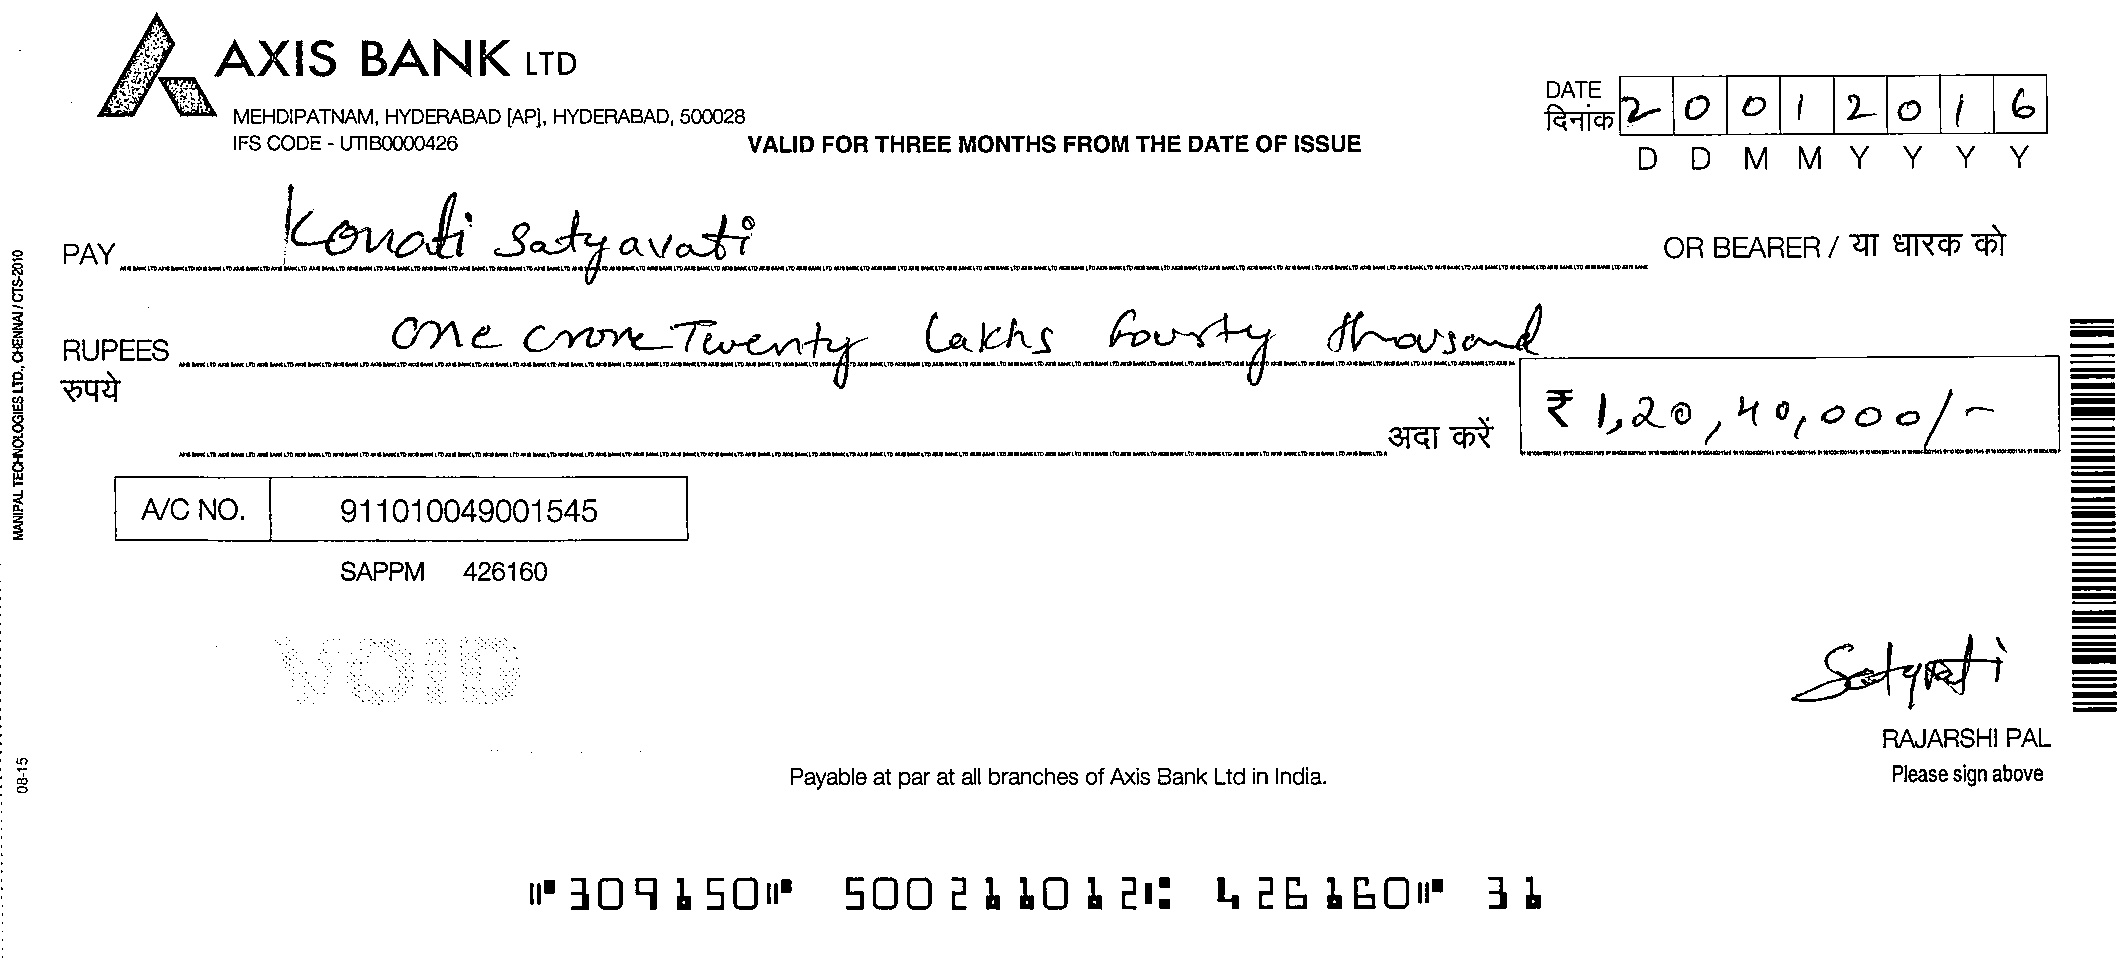 AXIS BANK LTD
MEHDIPATNAM, HYDERABAD [AP], HYDERABAD, 500028
IFS CODE - UTIB0000426
VALID FOR THREE MONTHS FROM THE DATE OF ISSUE
DATE
दिनांक
2 0 0 1 2 0 1 6
D D M M Y Y Y Y
PAY Konati Satyavati OR BEARER / या धारक को
RUPEES One crore Twenty Lakhs fourty thousand
रुपये
अदा करें ₹ 1,20,40,000/-
A/C NO. 911010049001545
SAPPM 426160
VOID
Satyavati
RAJARSHI PAL
Please sign above
Payable at par at all branches of Axis Bank Ltd in India.
⑈309150⑈ 500211012⑆ 426160⑈ 31
MANIPAL TECHNOLOGIES LTD., CHENNAI / CTS-2010
08-15